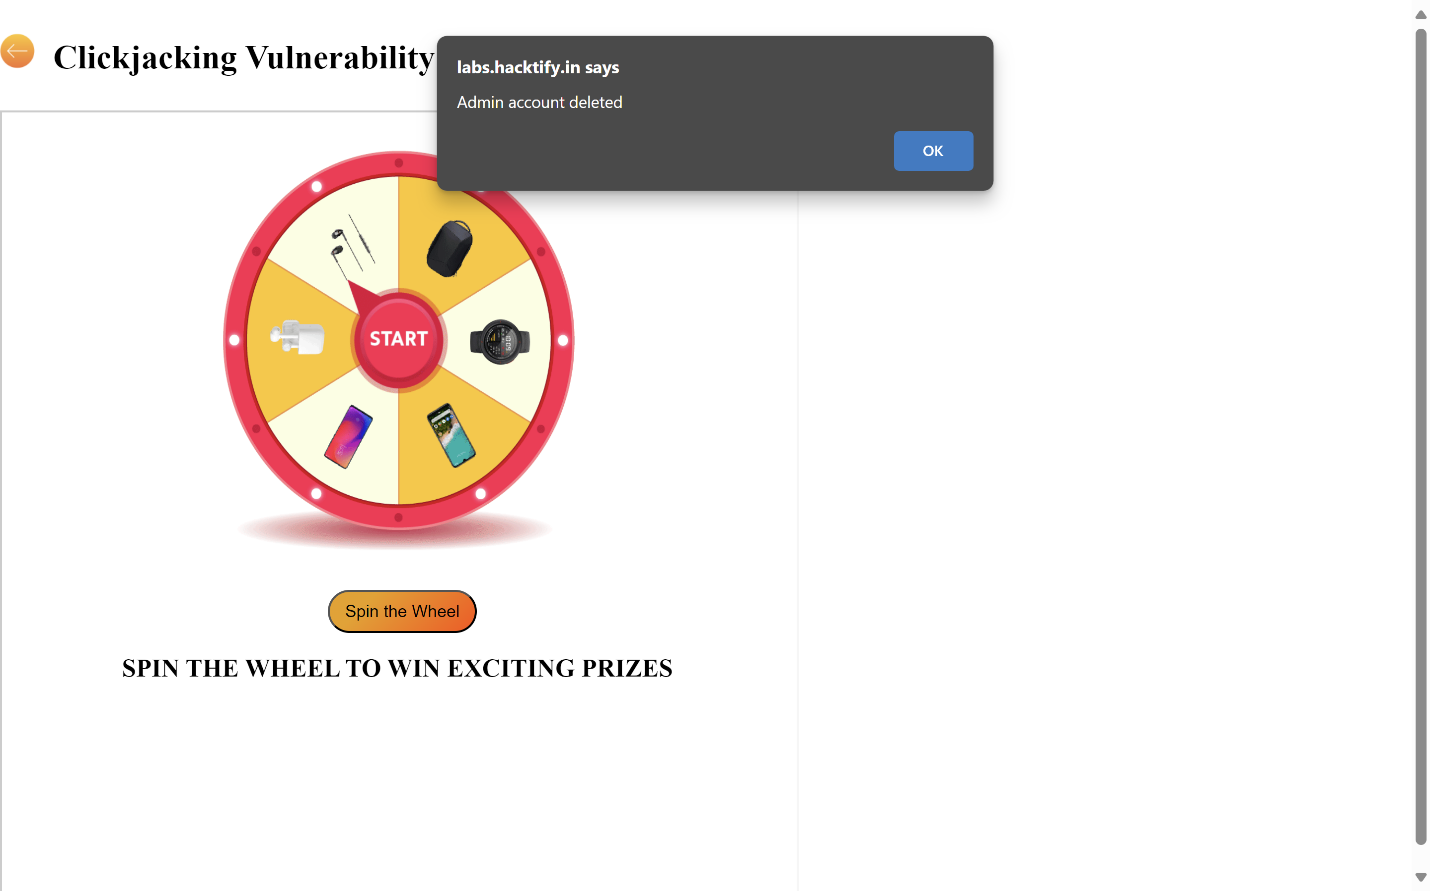 Clickjacking Vulnerability
labs.hacktify.in says
Admin account deleted
OK
START
Spin the Wheel
SPIN THE WHEEL TO WIN EXCITING PRIZES